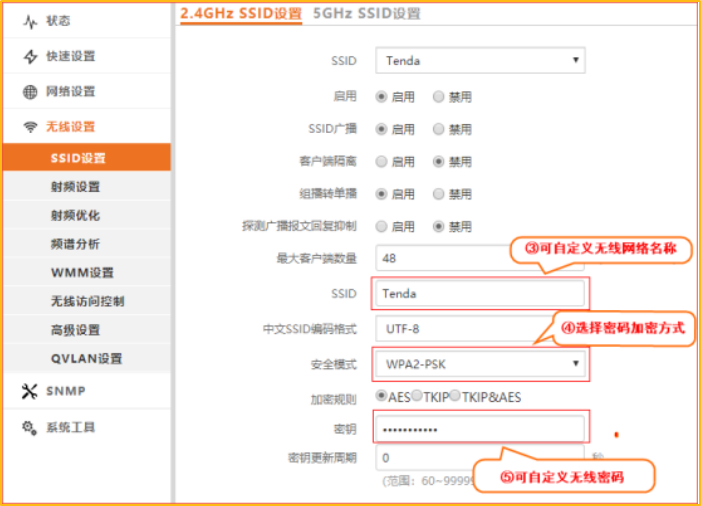 状态
快速设置
网络设置
无线设置
SSID设置
射频设置
射频优化
频谱分析
WMM设置
无线访问控制
高级设置
QVLAN设置
SNMP
系统工具
2.4GHz SSID设置 5GHz SSID设置
SSID Tenda
启用 启用 禁用
SSID广播 启用 禁用
客户端隔离 启用 禁用
组播转单播 启用 禁用
探测广播报文回复抑制 启用 禁用
最大客户端数量 48
③可自定义无线网络名称
SSID Tenda
中文SSID编码格式 UTF-8
④选择密码加密方式
安全模式 WPA2-PSK
加密规则 AES TKIP TKIP&AES
密钥 •••••••••••
密钥更新周期 0 秒
(范围: 60~99999
⑤可自定义无线密码